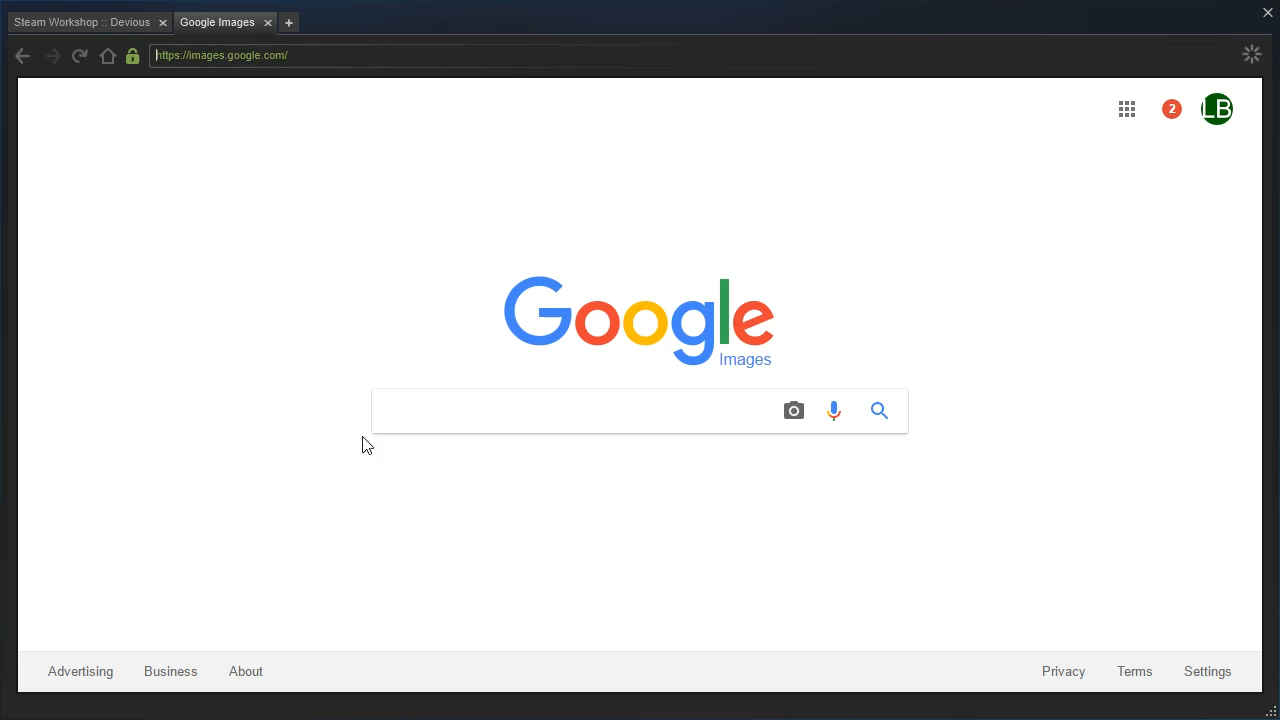 Steam Workshop :: Devious
Google Images
https://images.google.com/
2
LB
Google
Images
Advertising Business About
Privacy Terms Settings